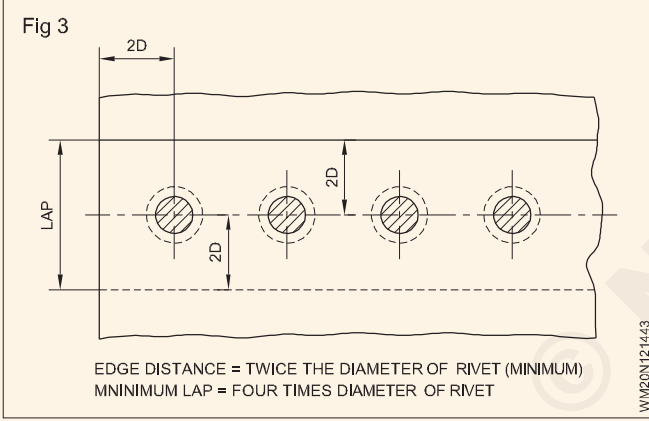 Fig 3
2D
LAP
2D
2D
EDGE DISTANCE = TWICE THE DIAMETER OF RIVET (MINIMUM)
MNINIMUM LAP = FOUR TIMES DIAMETER OF RIVET
WM20N121443
©